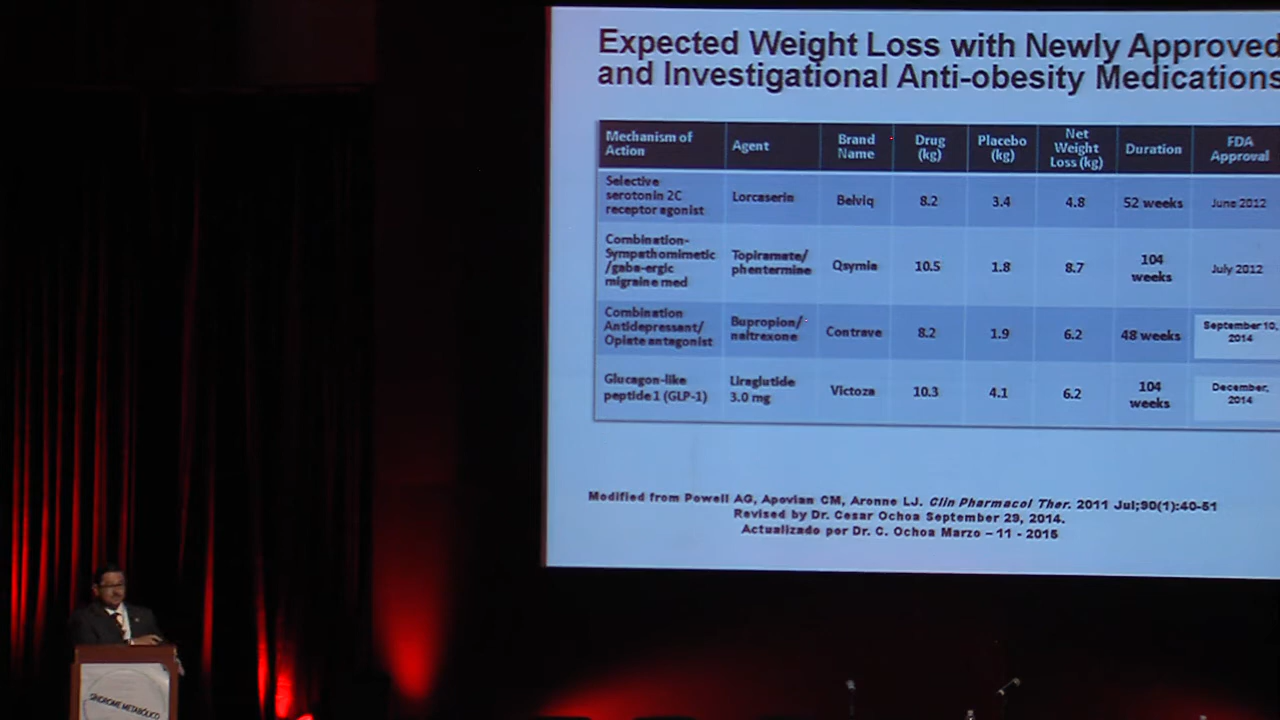 Expected Weight Loss with Newly Approved
and Investigational Anti-obesity Medications
Mechanism of Action Agent Brand Name Drug (kg) Placebo (kg) Net Weight Loss (kg) Duration FDA Approval
Selective serotonin 2C receptor agonist Lorcaserin Belviq 8.2 3.4 4.8 52 weeks June 2012
Combination- Sympathomimetic /gaba-ergic migraine med Topiramate/ phentermine Qsymia 10.5 1.8 8.7 104 weeks July 2012
Combination Antidepressant/ Opiate antagonist Bupropion/ naltrexone Contrave 8.2 1.9 6.2 48 weeks September 10, 2014
Glucagon-like peptide 1 (GLP-1) Liraglutide 3.0 mg Victoza 10.3 4.1 6.2 104 weeks December, 2014
Modified from Powell AG, Apovian CM, Aronne LJ. Clin Pharmacol Ther. 2011 Jul;90(1):40-51
Revised by Dr. Cesar Ochoa September 29, 2014.
Actualizado por Dr. C. Ochoa Marzo – 11 - 2015
SÍNDROME METABÓLICO